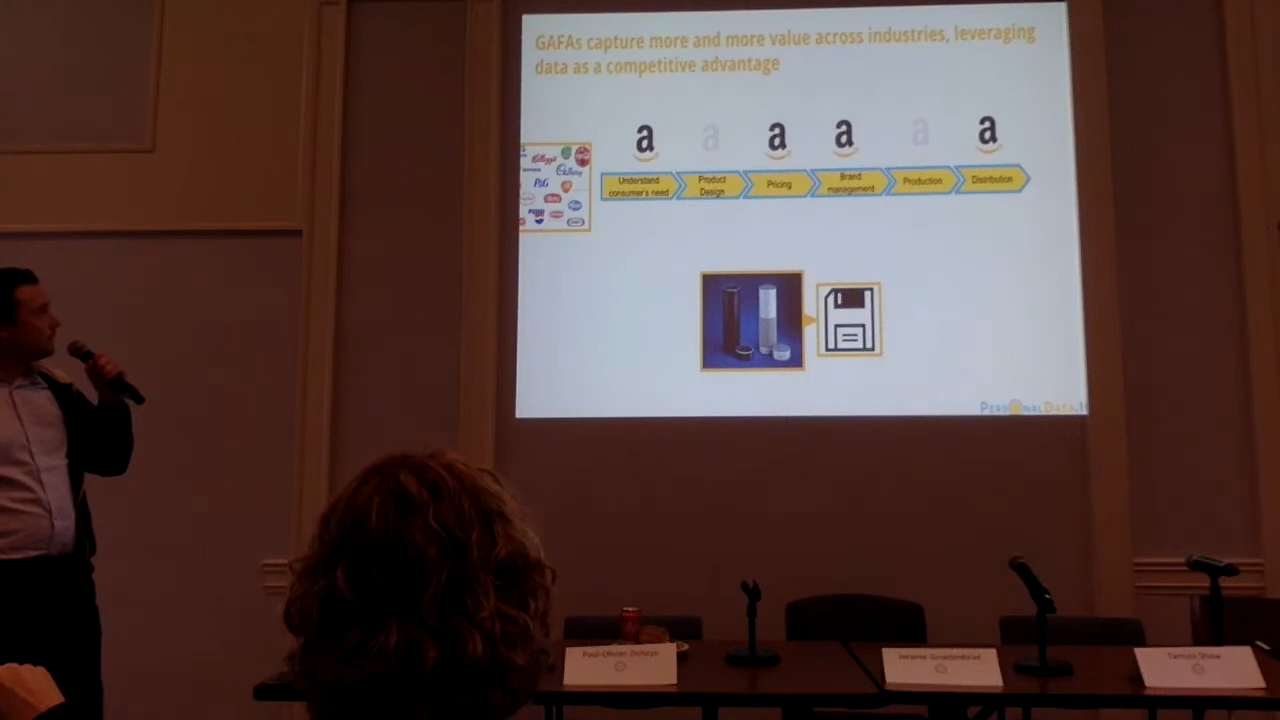 GAFAs capture more and more value across industries, leveraging
data as a competitive advantage
a a a a a a
Kellogg's
Cadbury
P&G
Understand
consumer's need
Product
Design
Pricing
Brand
management
Production
Distribution
PERSONALDATA.I
Paul-Olivier Dehaye
Jerome Groetenbriel
Tamsin Shaw